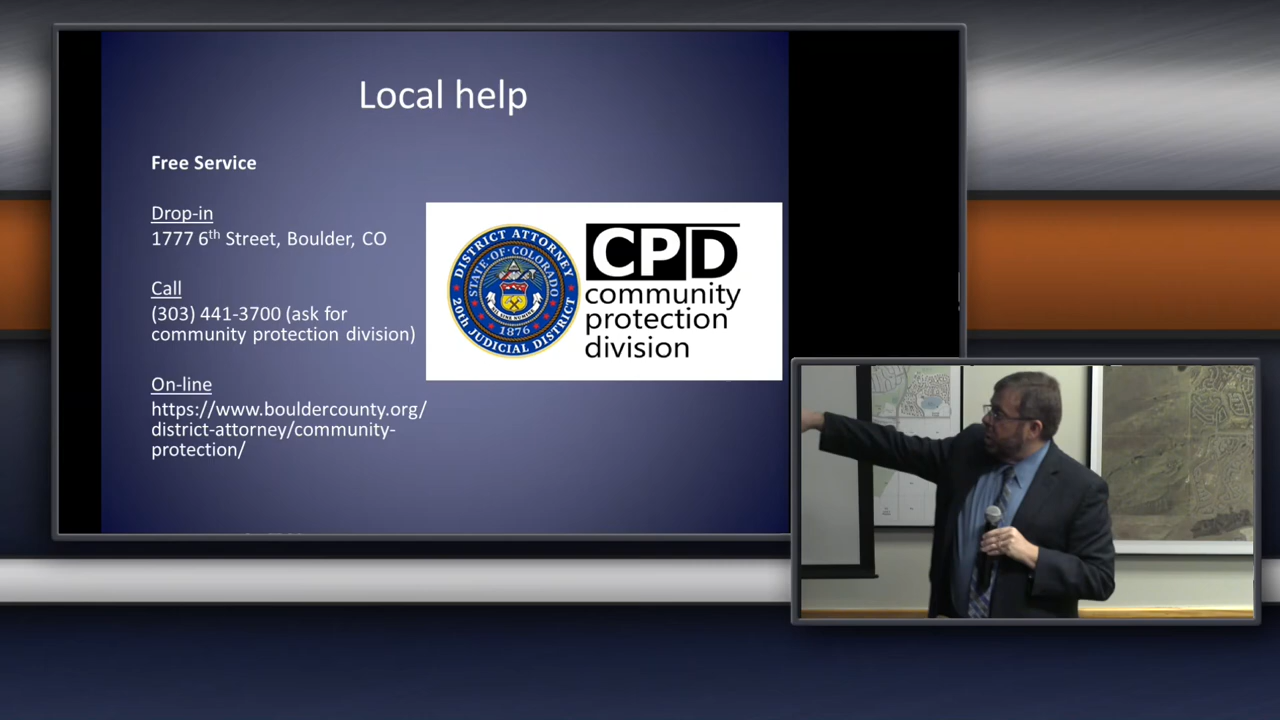 Local help
Free Service
Drop-in
1777 6th Street, Boulder, CO
Call
(303) 441-3700 (ask for
community protection division)
On-line
https://www.bouldercounty.org/
district-attorney/community-
protection/
DISTRICT ATTORNEY
STATE OF COLORADO
1876
20th JUDICIAL DISTRICT
CPD
community
protection
division